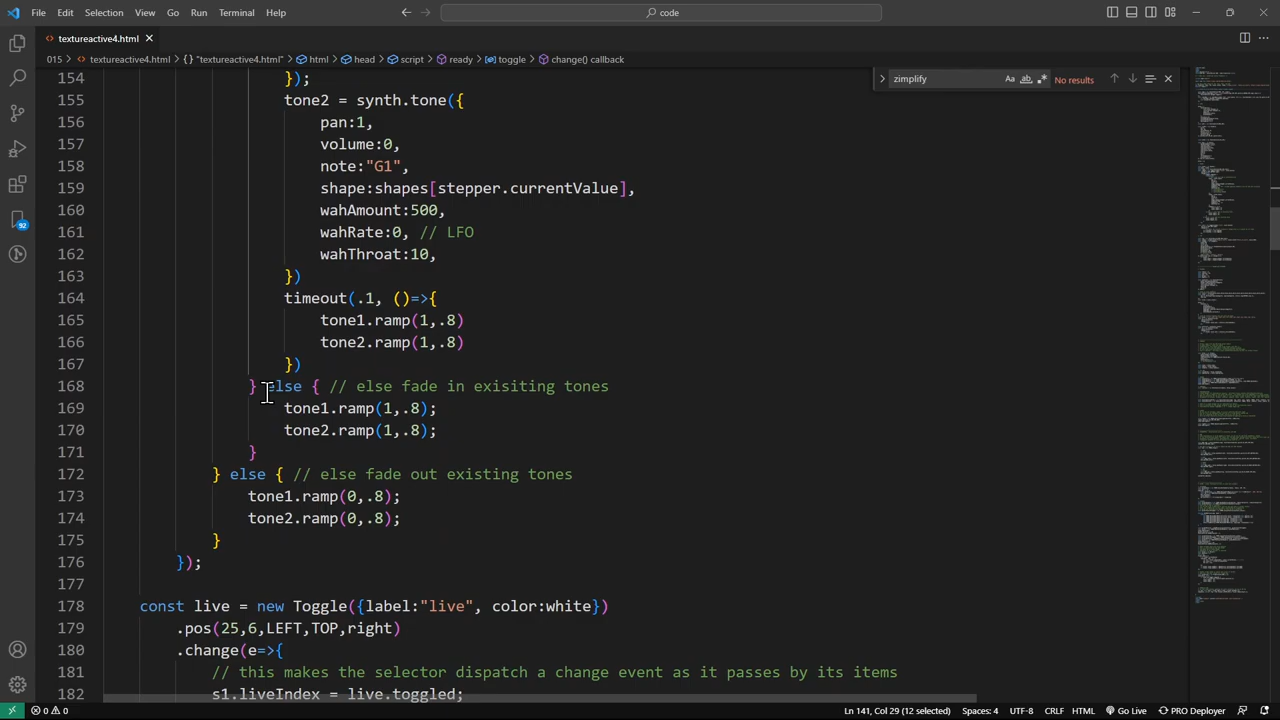 File Edit Selection View Go Run Terminal Help
code
textureactive4.html
015 > textureactive4.html > "textureactive4.html" > html > head > script > ready > toggle > change() callback
zimplify Aa ab .* No results
154 });
155 tone2 = synth.tone({
156 pan:1,
157 volume:0,
158 note:"G1",
159 shape:shapes[stepper.currentValue],
160 wahAmount:500,
161 wahRate:0, // LFO
162 wahThroat:10,
163 })
164 timeout(.1, ()=>{
165 tone1.ramp(1,.8)
166 tone2.ramp(1,.8)
167 })
168 } else { // else fade in exisiting tones
169 tone1.ramp(1,.8);
170 tone2.ramp(1,.8);
171 }
172 } else { // else fade out existing tones
173 tone1.ramp(0,.8);
174 tone2.ramp(0,.8);
175 }
176 });
177
178 const live = new Toggle({label:"live", color:white})
179 .pos(25,6,LEFT,TOP,right)
180 .change(e=>{
181 // this makes the selector dispatch a change event as it passes by its items
182 s1.liveIndex = live.toggled;
92
0 0 Ln 141, Col 29 (12 selected) Spaces: 4 UTF-8 CRLF HTML Go Live PRO Deployer